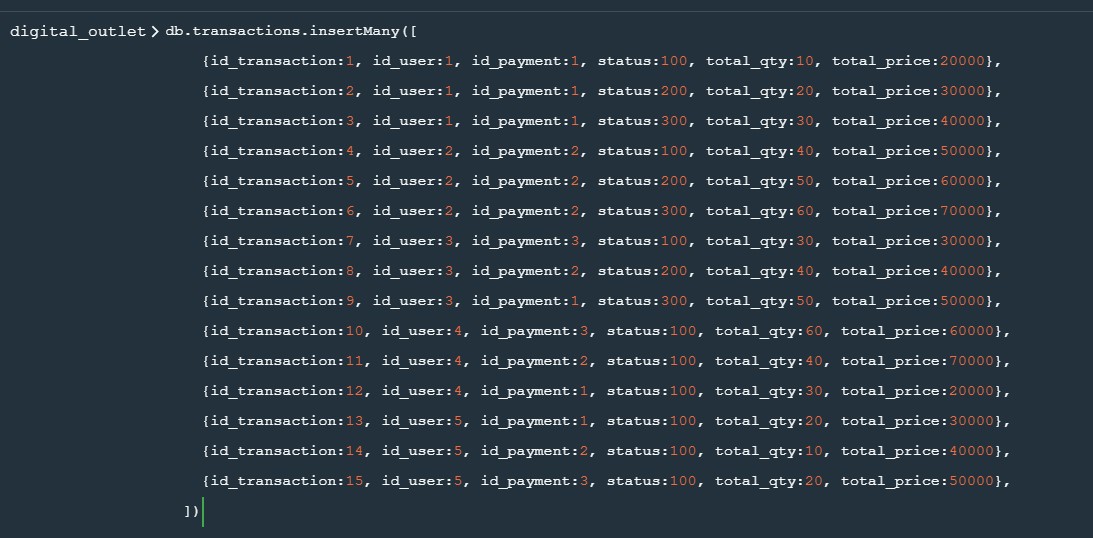 digital_outlet > db.transactions.insertMany([
{id_transaction:1, id_user:1, id_payment:1, status:100, total_qty:10, total_price:20000},
{id_transaction:2, id_user:1, id_payment:1, status:200, total_qty:20, total_price:30000},
{id_transaction:3, id_user:1, id_payment:1, status:300, total_qty:30, total_price:40000},
{id_transaction:4, id_user:2, id_payment:2, status:100, total_qty:40, total_price:50000},
{id_transaction:5, id_user:2, id_payment:2, status:200, total_qty:50, total_price:60000},
{id_transaction:6, id_user:2, id_payment:2, status:300, total_qty:60, total_price:70000},
{id_transaction:7, id_user:3, id_payment:3, status:100, total_qty:30, total_price:30000},
{id_transaction:8, id_user:3, id_payment:2, status:200, total_qty:40, total_price:40000},
{id_transaction:9, id_user:3, id_payment:1, status:300, total_qty:50, total_price:50000},
{id_transaction:10, id_user:4, id_payment:3, status:100, total_qty:60, total_price:60000},
{id_transaction:11, id_user:4, id_payment:2, status:100, total_qty:40, total_price:70000},
{id_transaction:12, id_user:4, id_payment:1, status:100, total_qty:30, total_price:20000},
{id_transaction:13, id_user:5, id_payment:1, status:100, total_qty:20, total_price:30000},
{id_transaction:14, id_user:5, id_payment:2, status:100, total_qty:10, total_price:40000},
{id_transaction:15, id_user:5, id_payment:3, status:100, total_qty:20, total_price:50000},
])